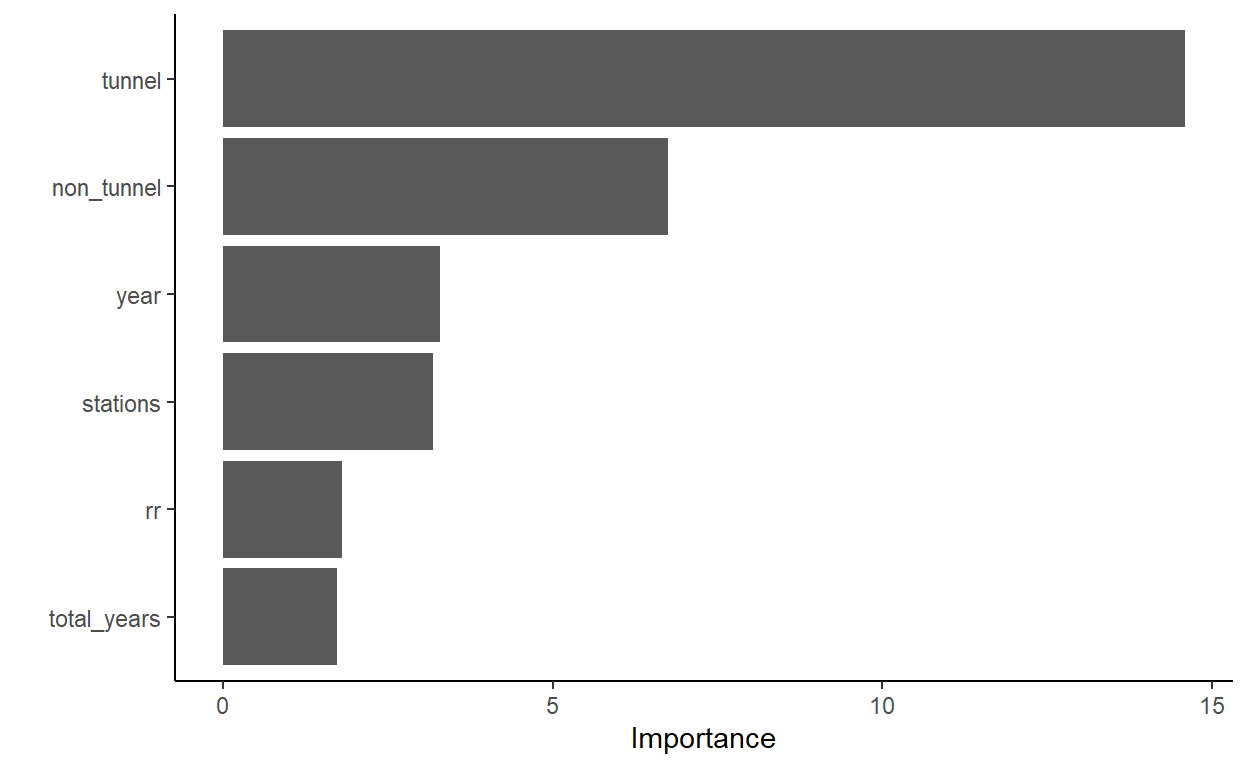 tunnel
non_tunnel
year
stations
rr
total_years
0 5 10 15
Importance